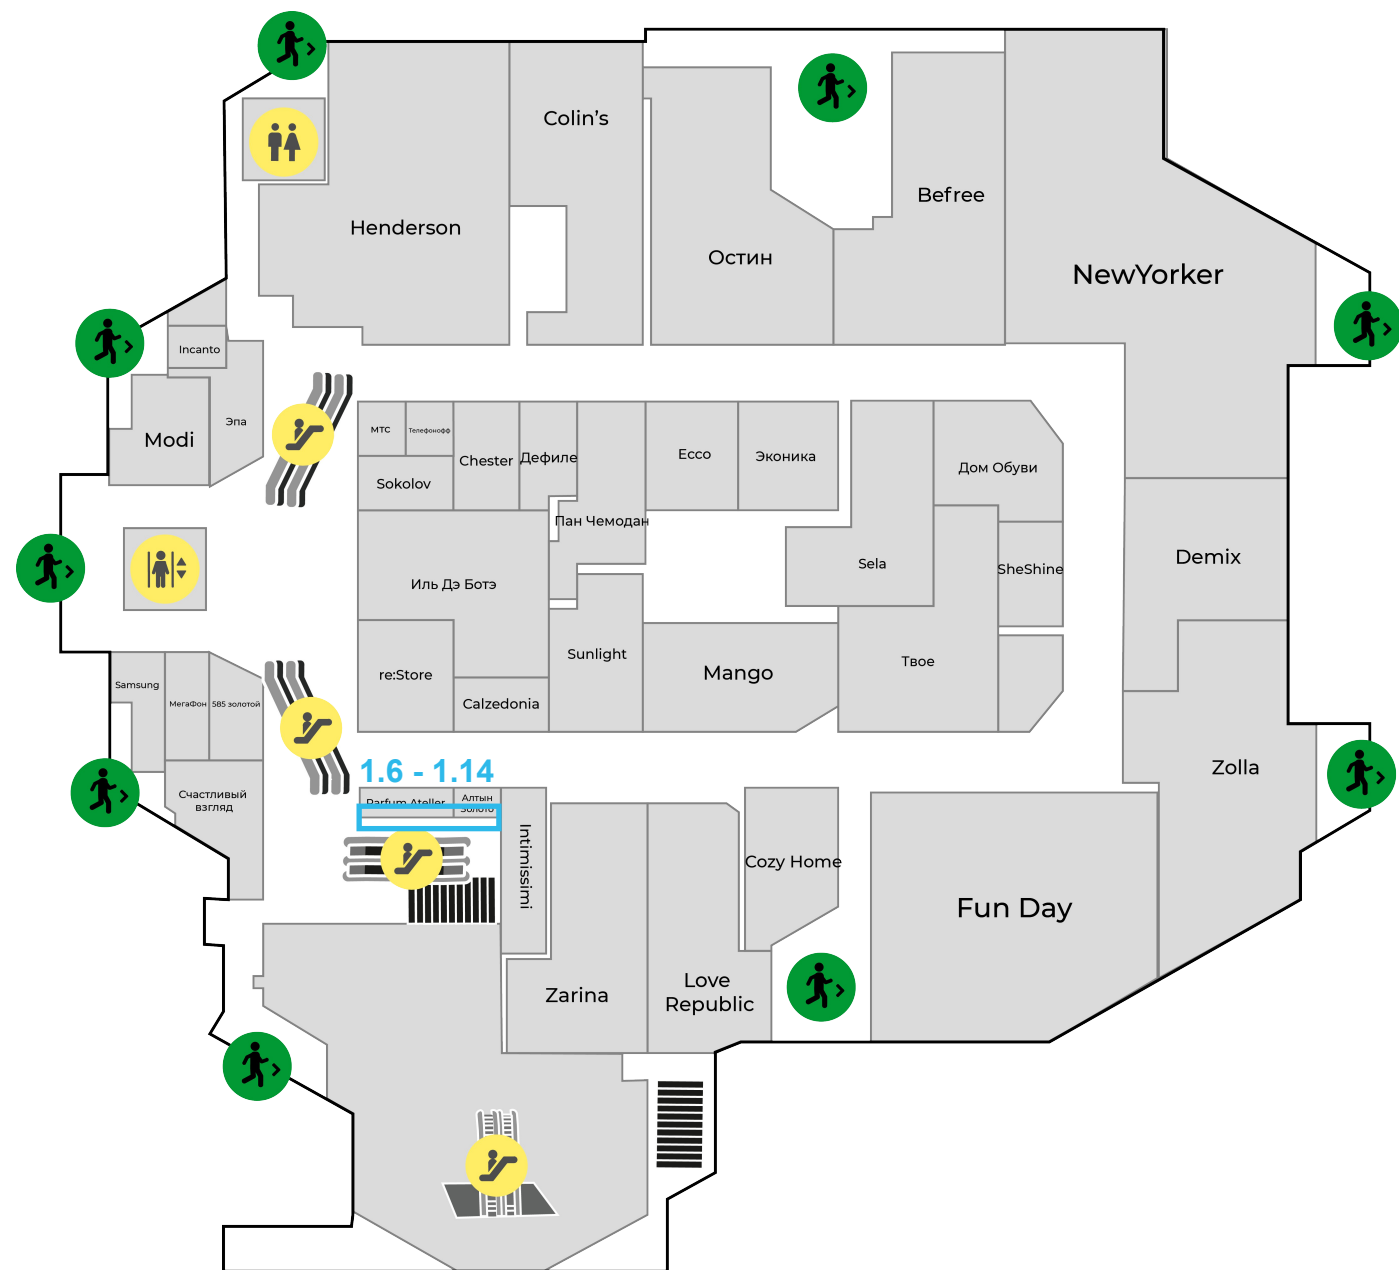 Colin's
Befree
Henderson
Остин
NewYorker
Incanto
Эпа
Modi
мтс
Телефонофф
Chester
Дефиле
Ecco
Эконика
Дом Обуви
Sokolov
Пан Чемодан
Sela
SheShine
Demix
Иль Дэ Ботэ
Sunlight
Mango
Твое
re:Store
Calzedonia
Samsung
МегаФон
585 золотой
Zolla
1.6 - 1.14
Счастливый
взгляд
Parfum Atelier
Алтын
Золото
Intimissimi
Cozy Home
Fun Day
Zarina
Love
Republic